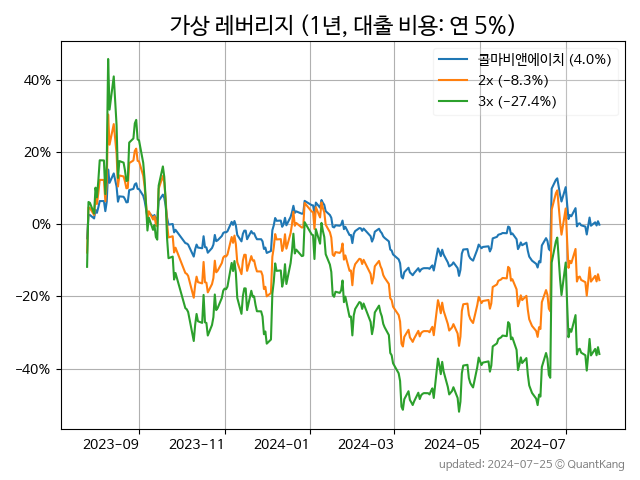 가상 레버리지 (1년, 대출 비용: 연 5%)
콜마비앤에이치 (4.0%)
2x (-8.3%)
3x (-27.4%)
40%
20%
0%
-20%
-40%
2023-09
2023-11
2024-01
2024-03
2024-05
2024-07
updated: 2024-07-25 © QuantKang